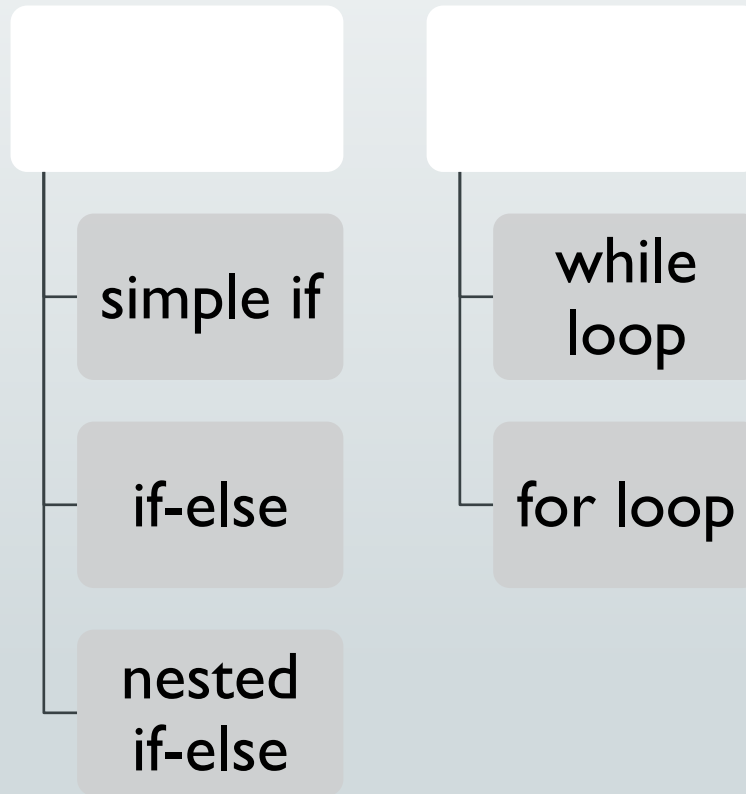 simple if
if-else
nested
if-else
while
loop
for loop